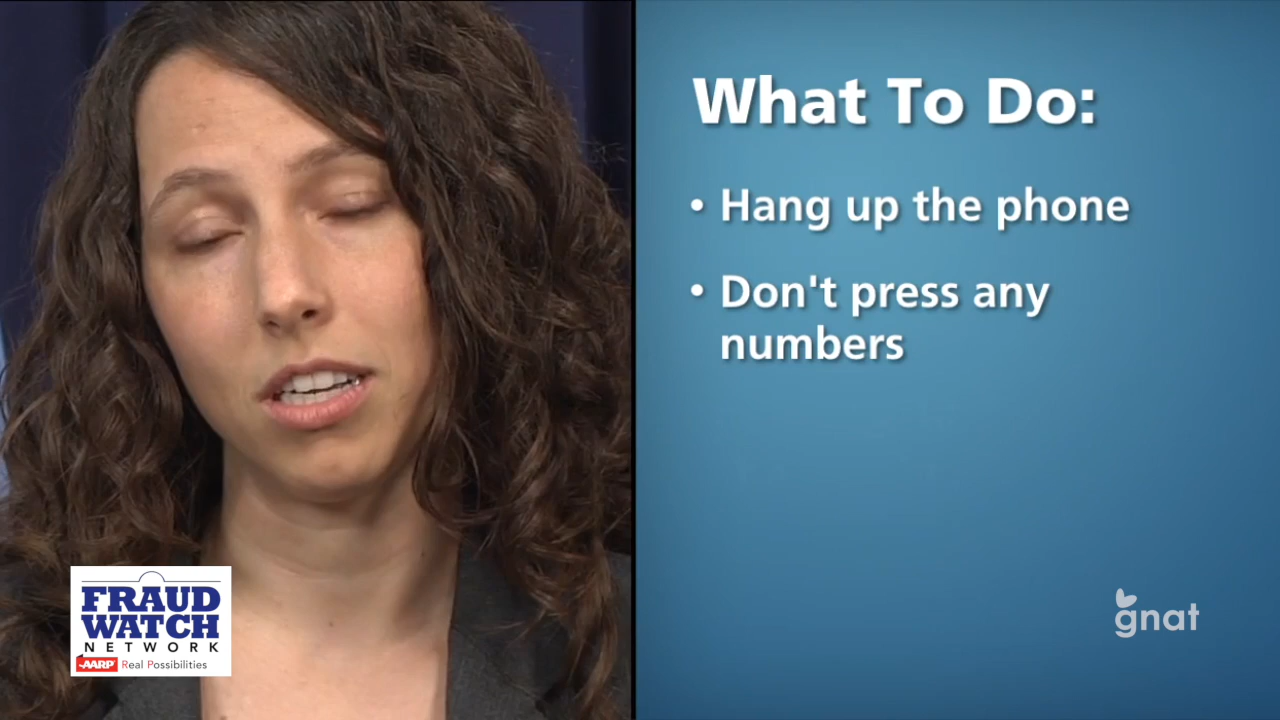 What To Do:
• Hang up the phone
• Don't press any
numbers
FRAUD
WATCH
NETWORK
AARP Real Possibilities
gnat